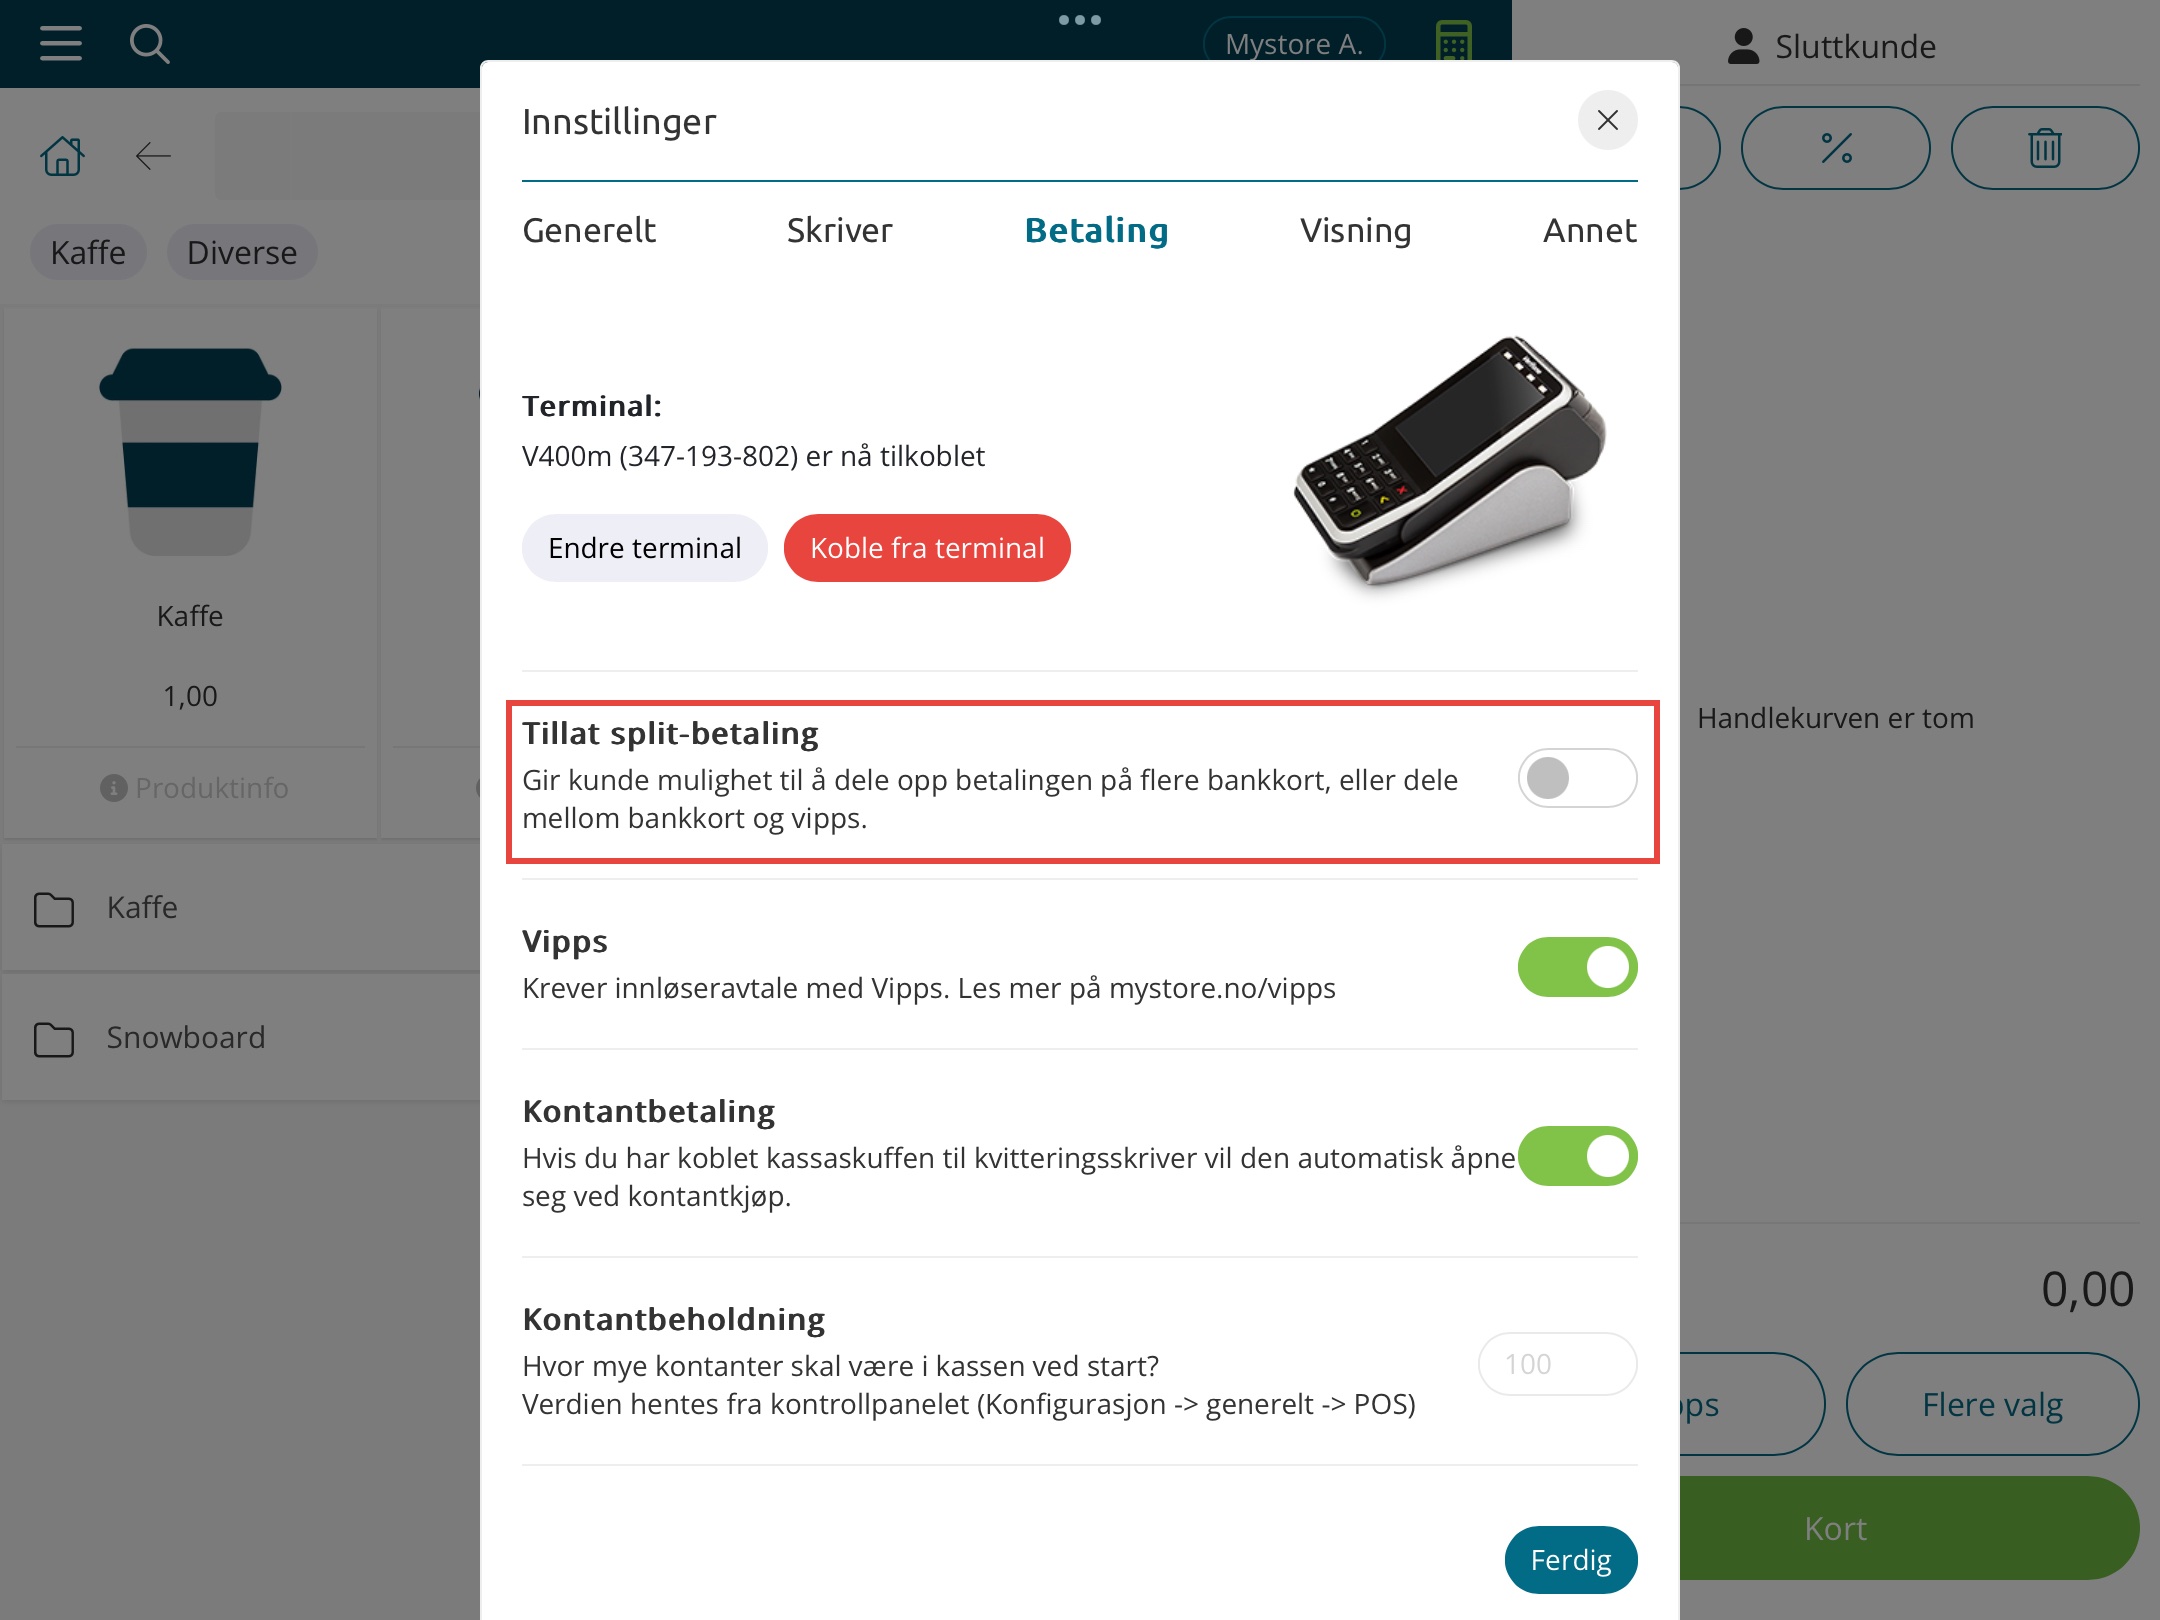 Mystore A.
Sluttkunde
Innstillinger
Generelt Skriver Betaling Visning Annet
Kaffe Diverse
Terminal:
V400m (347-193-802) er nå tilkoblet
Endre terminal Koble fra terminal
Kaffe
1,00
Produktinfo
Handlekurven er tom
Tillat split-betaling
Gir kunde mulighet til å dele opp betalingen på flere bankkort, eller dele
mellom bankkort og vipps.
Kaffe
Vipps
Krever innløseravtale med Vipps. Les mer på mystore.no/vipps
Snowboard
Kontantbetaling
Hvis du har koblet kassaskuffen til kvitteringsskriver vil den automatisk åpne
seg ved kontantkjøp.
Kontantbeholdning
Hvor mye kontanter skal være i kassen ved start?
Verdien hentes fra kontrollpanelet (Konfigurasjon -> generelt -> POS)
100
0,00
Flere valg
Kort
Ferdig